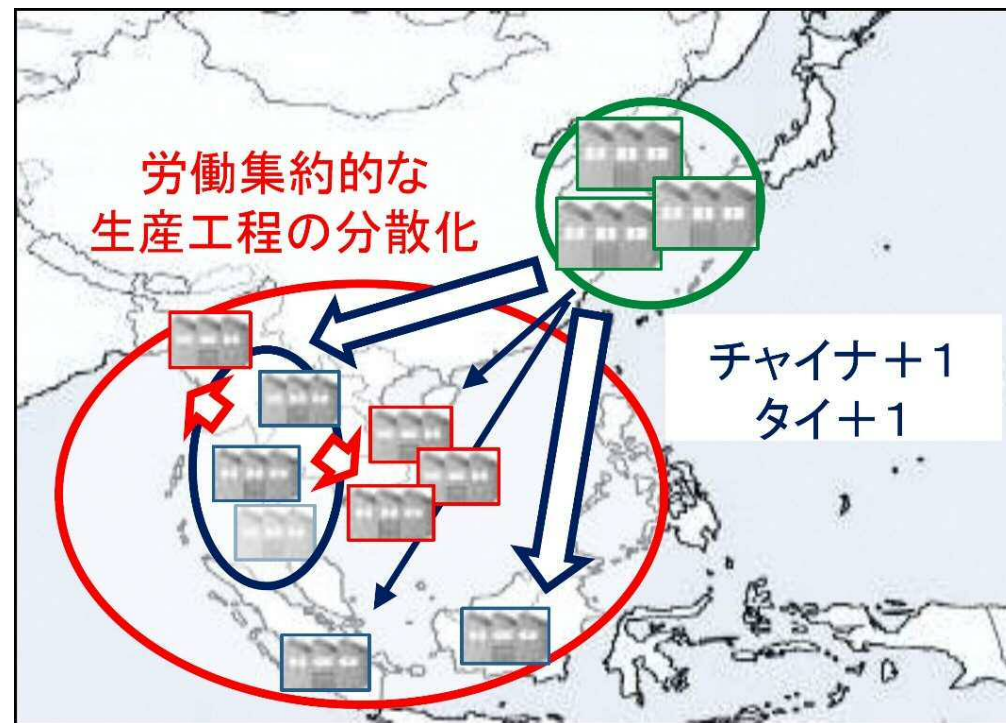 労働集約的な
生産工程の分散化
チャイナ＋１
タイ＋１